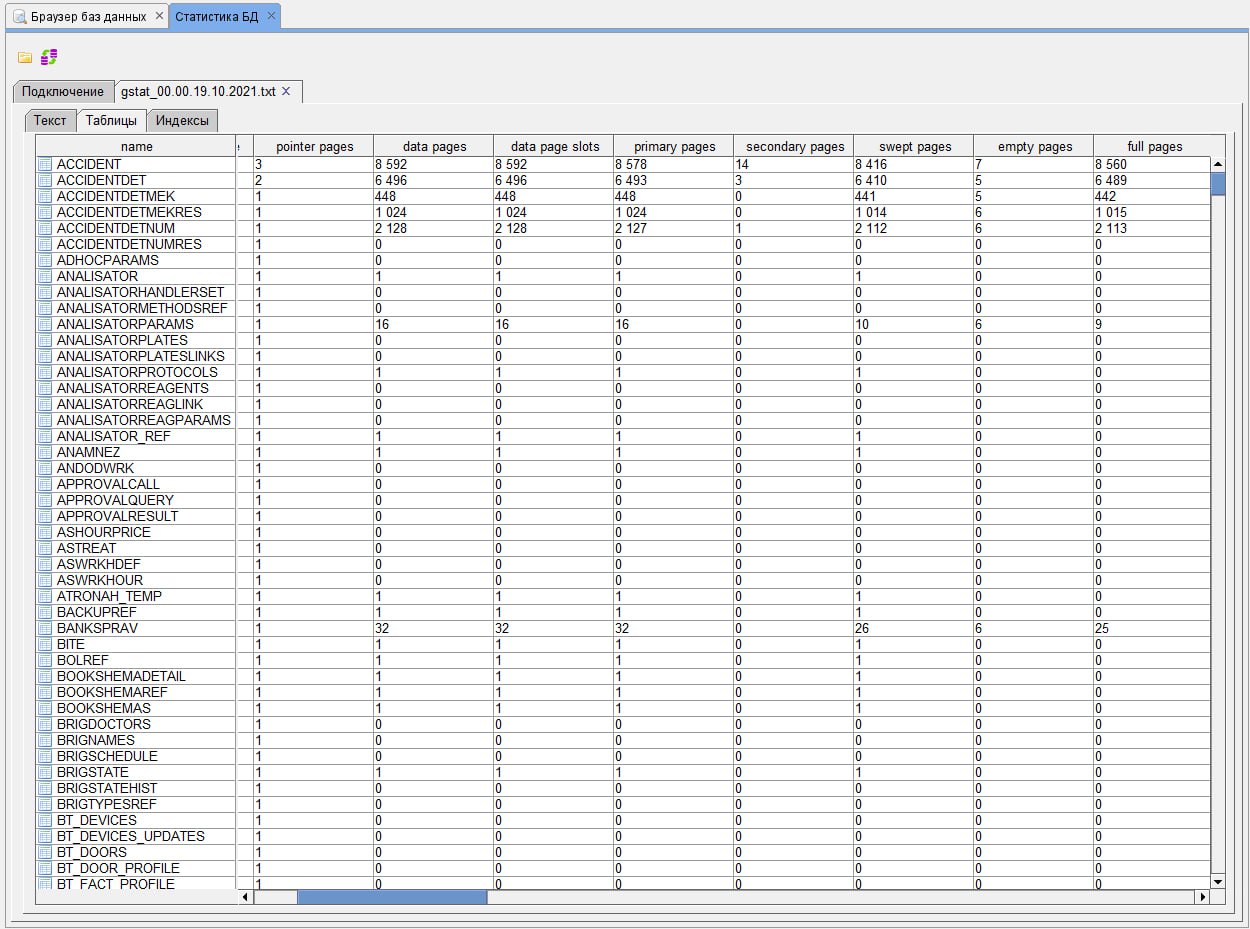 Браузер баз данных Статистика БД
Подключение gstat_00.00.19.10.2021.txt
Текст Таблицы Индексы
name pointer pages data pages data page slots primary pages secondary pages swept pages empty pages full pages
ACCIDENT 3 8 592 8 592 8 578 14 8 416 7 8 560
ACCIDENTDET 2 6 496 6 496 6 493 3 6 410 5 6 489
ACCIDENTDETMEK 1 448 448 448 0 441 5 442
ACCIDENTDETMEKRES 1 1 024 1 024 1 024 0 1 014 6 1 015
ACCIDENTDETNUM 1 2 128 2 128 2 127 1 2 112 6 2 113
ACCIDENTDETNUMRES 1 0 0 0 0 0 0 0
ADHOCPARAMS 1 0 0 0 0 0 0 0
ANALISATOR 1 1 1 1 0 1 0 0
ANALISATORHANDLERSET 1 0 0 0 0 0 0 0
ANALISATORMETHODSREF 1 0 0 0 0 0 0 0
ANALISATORPARAMS 1 16 16 16 0 10 6 9
ANALISATORPLATES 1 0 0 0 0 0 0 0
ANALISATORPLATESLINKS 1 0 0 0 0 0 0 0
ANALISATORPROTOCOLS 1 1 1 1 0 1 0 0
ANALISATORREAGENTS 1 0 0 0 0 0 0 0
ANALISATORREAGLINK 1 0 0 0 0 0 0 0
ANALISATORREAGPARAMS 1 0 0 0 0 0 0 0
ANALISATOR_REF 1 1 1 1 0 1 0 0
ANAMNEZ 1 1 1 1 0 1 0 0
ANDODWRK 1 0 0 0 0 0 0 0
APPROVALCALL 1 0 0 0 0 0 0 0
APPROVALQUERY 1 0 0 0 0 0 0 0
APPROVALRESULT 1 0 0 0 0 0 0 0
ASHOURPRICE 1 0 0 0 0 0 0 0
ASTREAT 1 0 0 0 0 0 0 0
ASWRKHDEF 1 0 0 0 0 0 0 0
ASWRKHOUR 1 0 0 0 0 0 0 0
ATRONAH_TEMP 1 1 1 1 0 1 0 0
BACKUPREF 1 1 1 1 0 1 0 0
BANKSPRAV 1 32 32 32 0 26 6 25
BITE 1 1 1 1 0 1 0 0
BOLREF 1 1 1 1 0 1 0 0
BOOKSHEMADETAIL 1 1 1 1 0 1 0 0
BOOKSHEMAREF 1 1 1 1 0 1 0 0
BOOKSHEMAS 1 1 1 1 0 1 0 0
BRIGDOCTORS 1 0 0 0 0 0 0 0
BRIGNAMES 1 0 0 0 0 0 0 0
BRIGSCHEDULE 1 0 0 0 0 0 0 0
BRIGSTATE 1 1 1 1 0 1 0 0
BRIGSTATEHIST 1 0 0 0 0 0 0 0
BRIGTYPESREF 1 0 0 0 0 0 0 0
BT_DEVICES 1 0 0 0 0 0 0 0
BT_DEVICES_UPDATES 1 0 0 0 0 0 0 0
BT_DOORS 1 0 0 0 0 0 0 0
BT_DOOR_PROFILE 1 0 0 0 0 0 0 0
BT_FACT_PROFILE 1 0 0 0 0 0 0 0